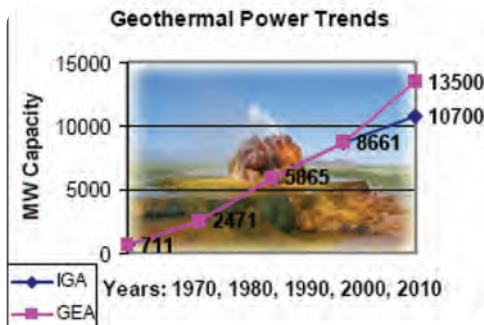 Geothermal Power Trends
MW Capacity
15000
10000
5000
0
13500
10700
8661
5865
2471
711
IGA
GEA
Years: 1970, 1980, 1990, 2000, 2010